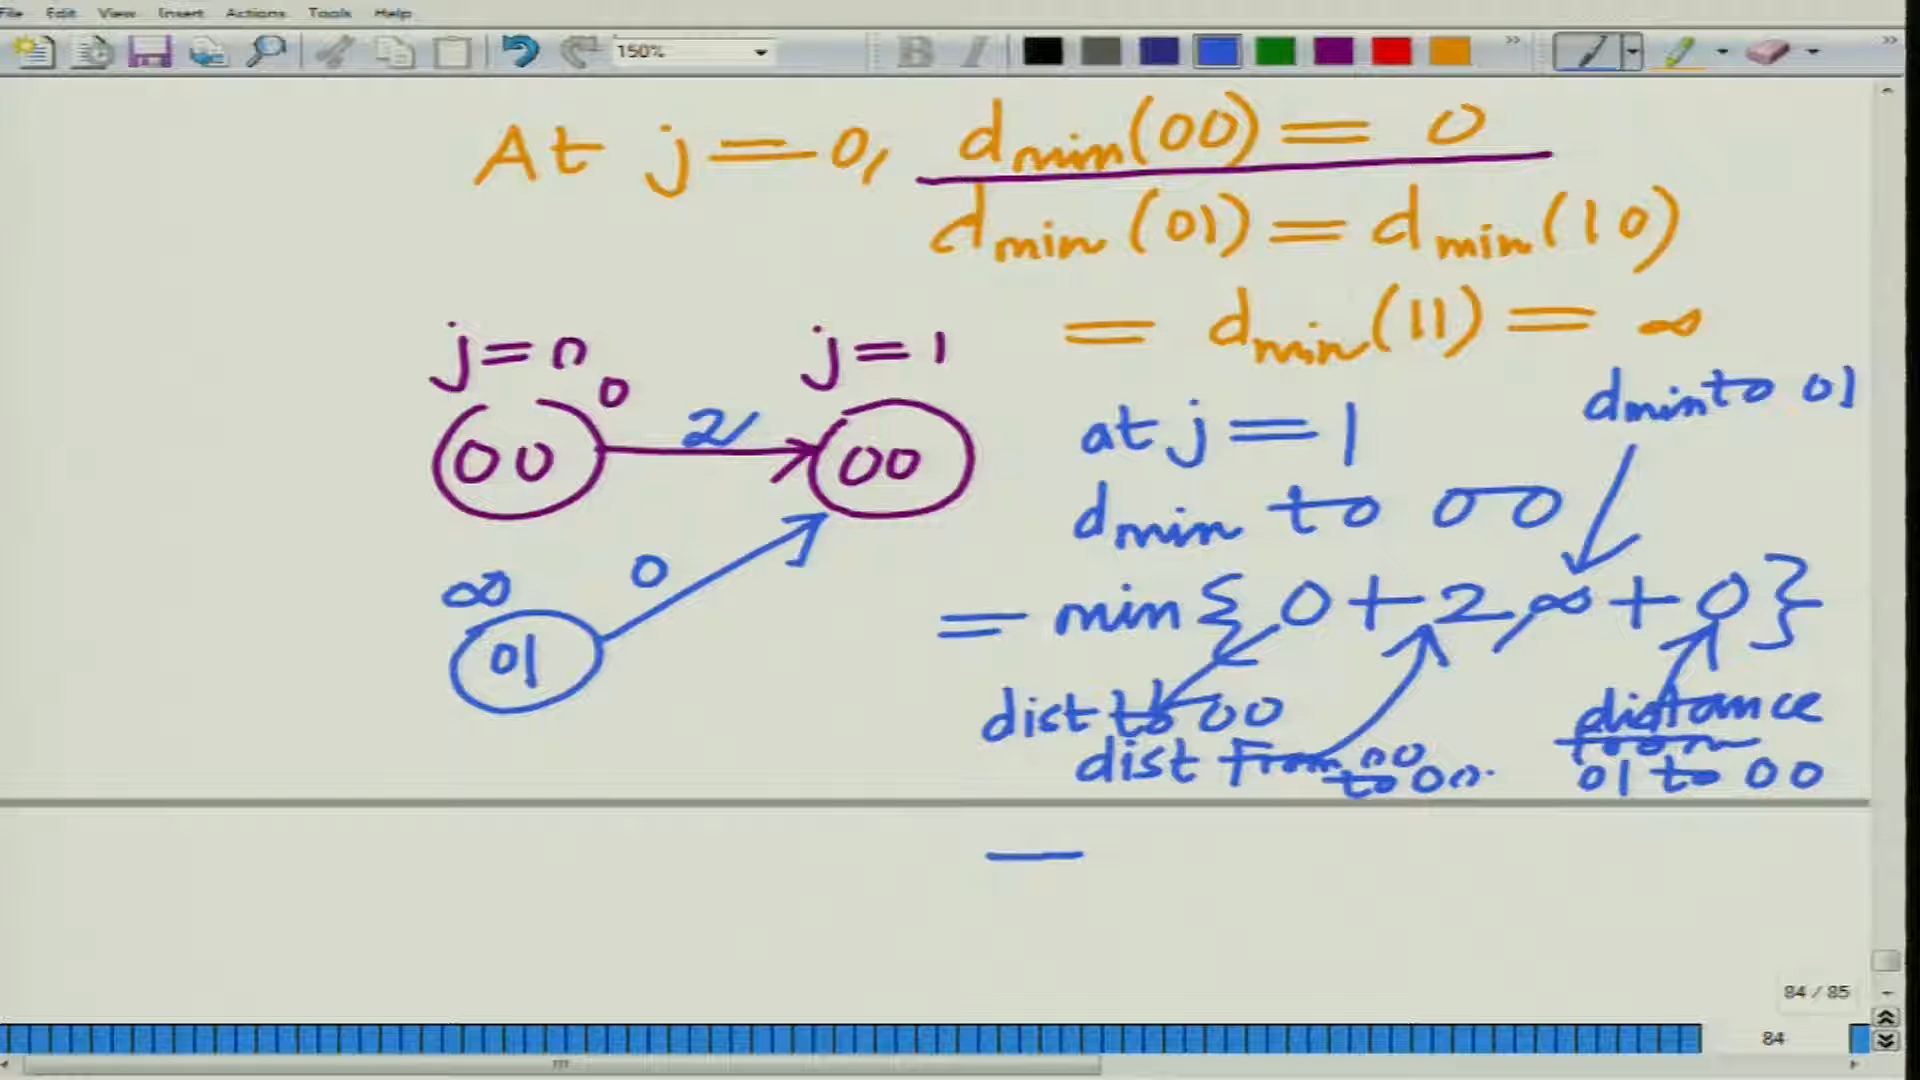 File Edit View Insert Actions Tools Help
150%
At j = 0, dmin(00) = 0
dmin(01) = dmin(10)
= dmin(11) = ∞
j = 0 j = 1
0
00 2 00
∞ 0
01
at j = 1
dmin to 01
dmin to 00
= min{0+2, ∞+0}
dist to 00
dist from 00 to 00.
distance from 01 to 00
84 / 85
84